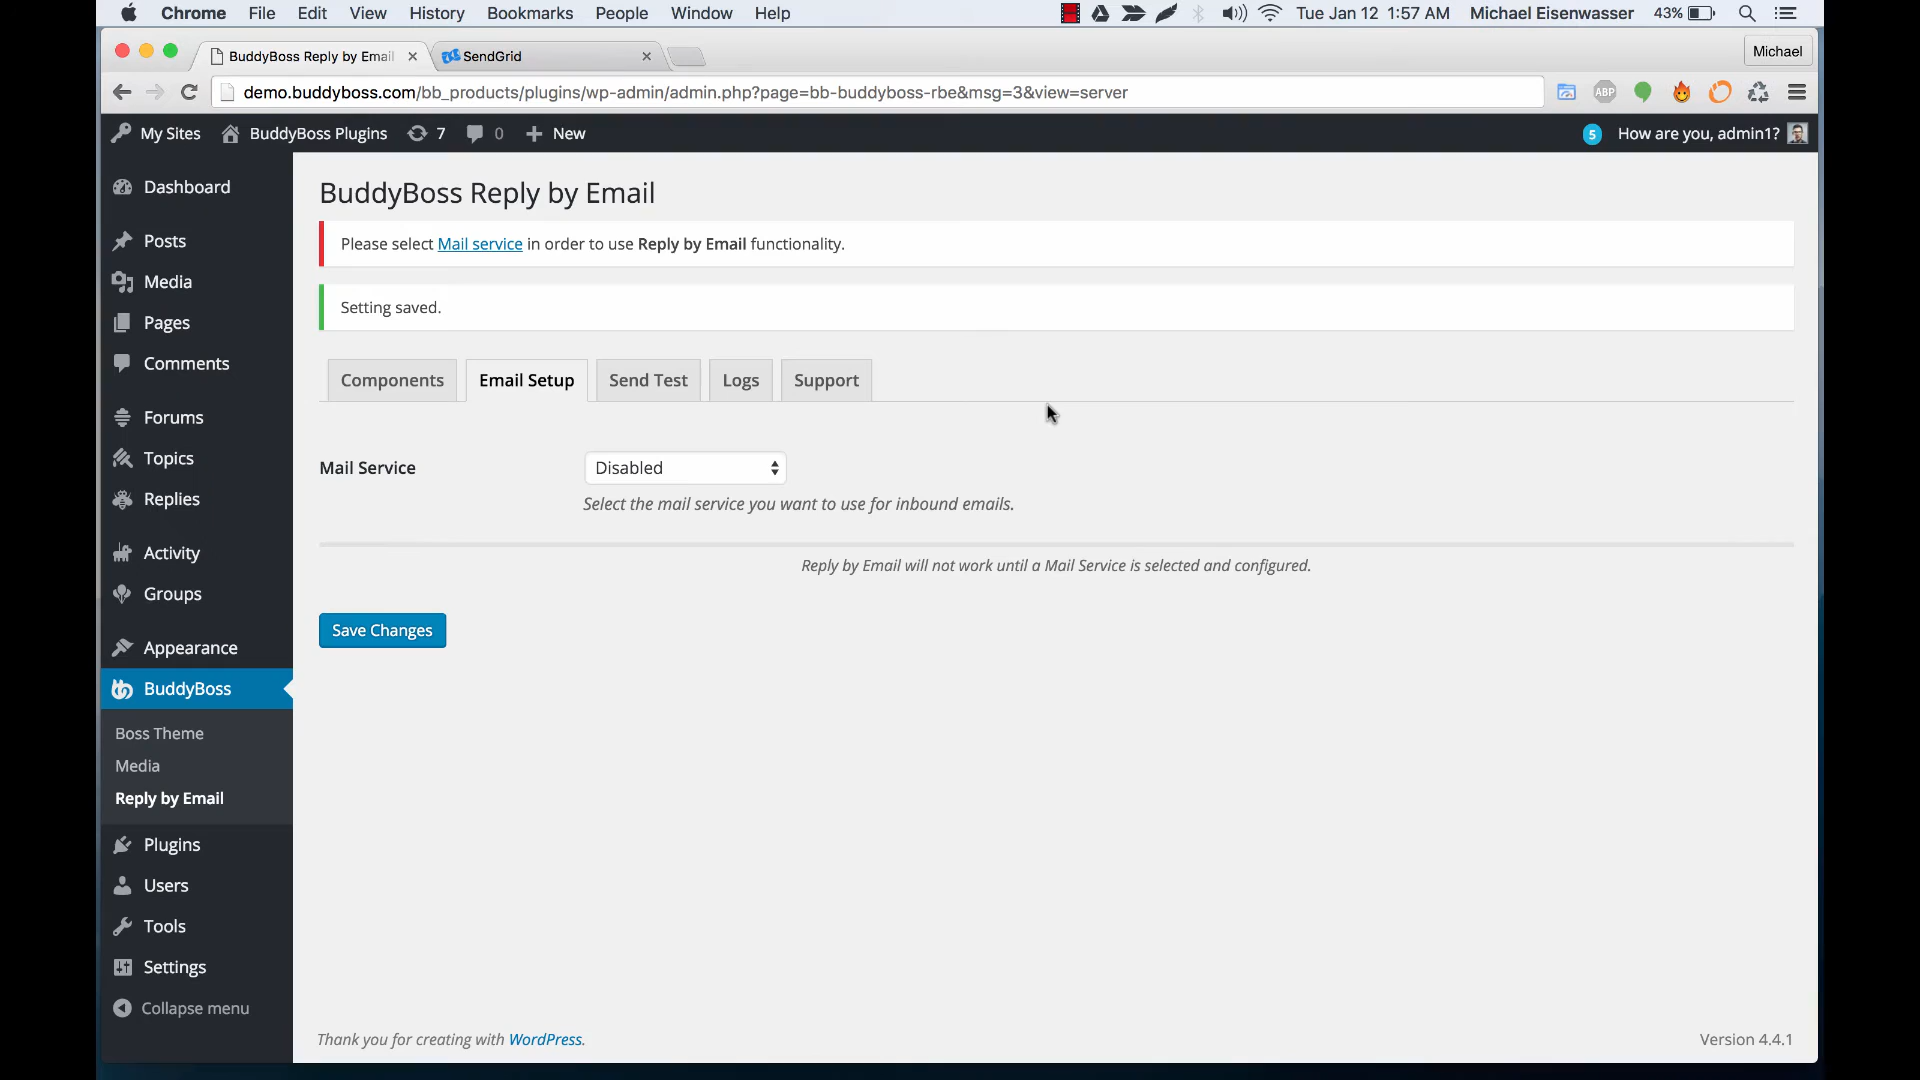 Chrome File Edit View History Bookmarks People Window Help Tue Jan 12 1:57 AM Michael Eisenwasser 43%
BuddyBoss Reply by Email SendGrid Michael
demo.buddyboss.com/bb_products/plugins/wp-admin/admin.php?page=bb-buddyboss-rbe&msg=3&view=server ABP
My Sites BuddyBoss Plugins 7 0 New 5 How are you, admin1?
Dashboard
Posts
Media
Pages
Comments
Forums
Topics
Replies
Activity
Groups
Appearance
BuddyBoss
Boss Theme
Media
Reply by Email
Plugins
Users
Tools
Settings
Collapse menu
BuddyBoss Reply by Email
Please select Mail service in order to use Reply by Email functionality.
Setting saved.
Components Email Setup Send Test Logs Support
Mail Service Disabled
Select the mail service you want to use for inbound emails.
Reply by Email will not work until a Mail Service is selected and configured.
Save Changes
Thank you for creating with WordPress. Version 4.4.1